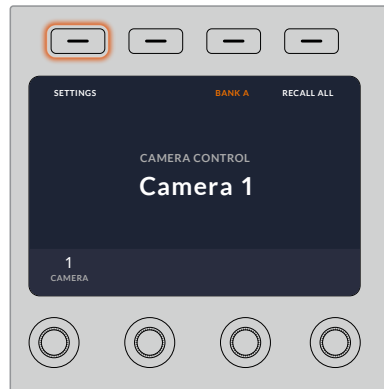 SETTINGS BANK A RECALL ALL
CAMERA CONTROL
Camera 1
1
CAMERA